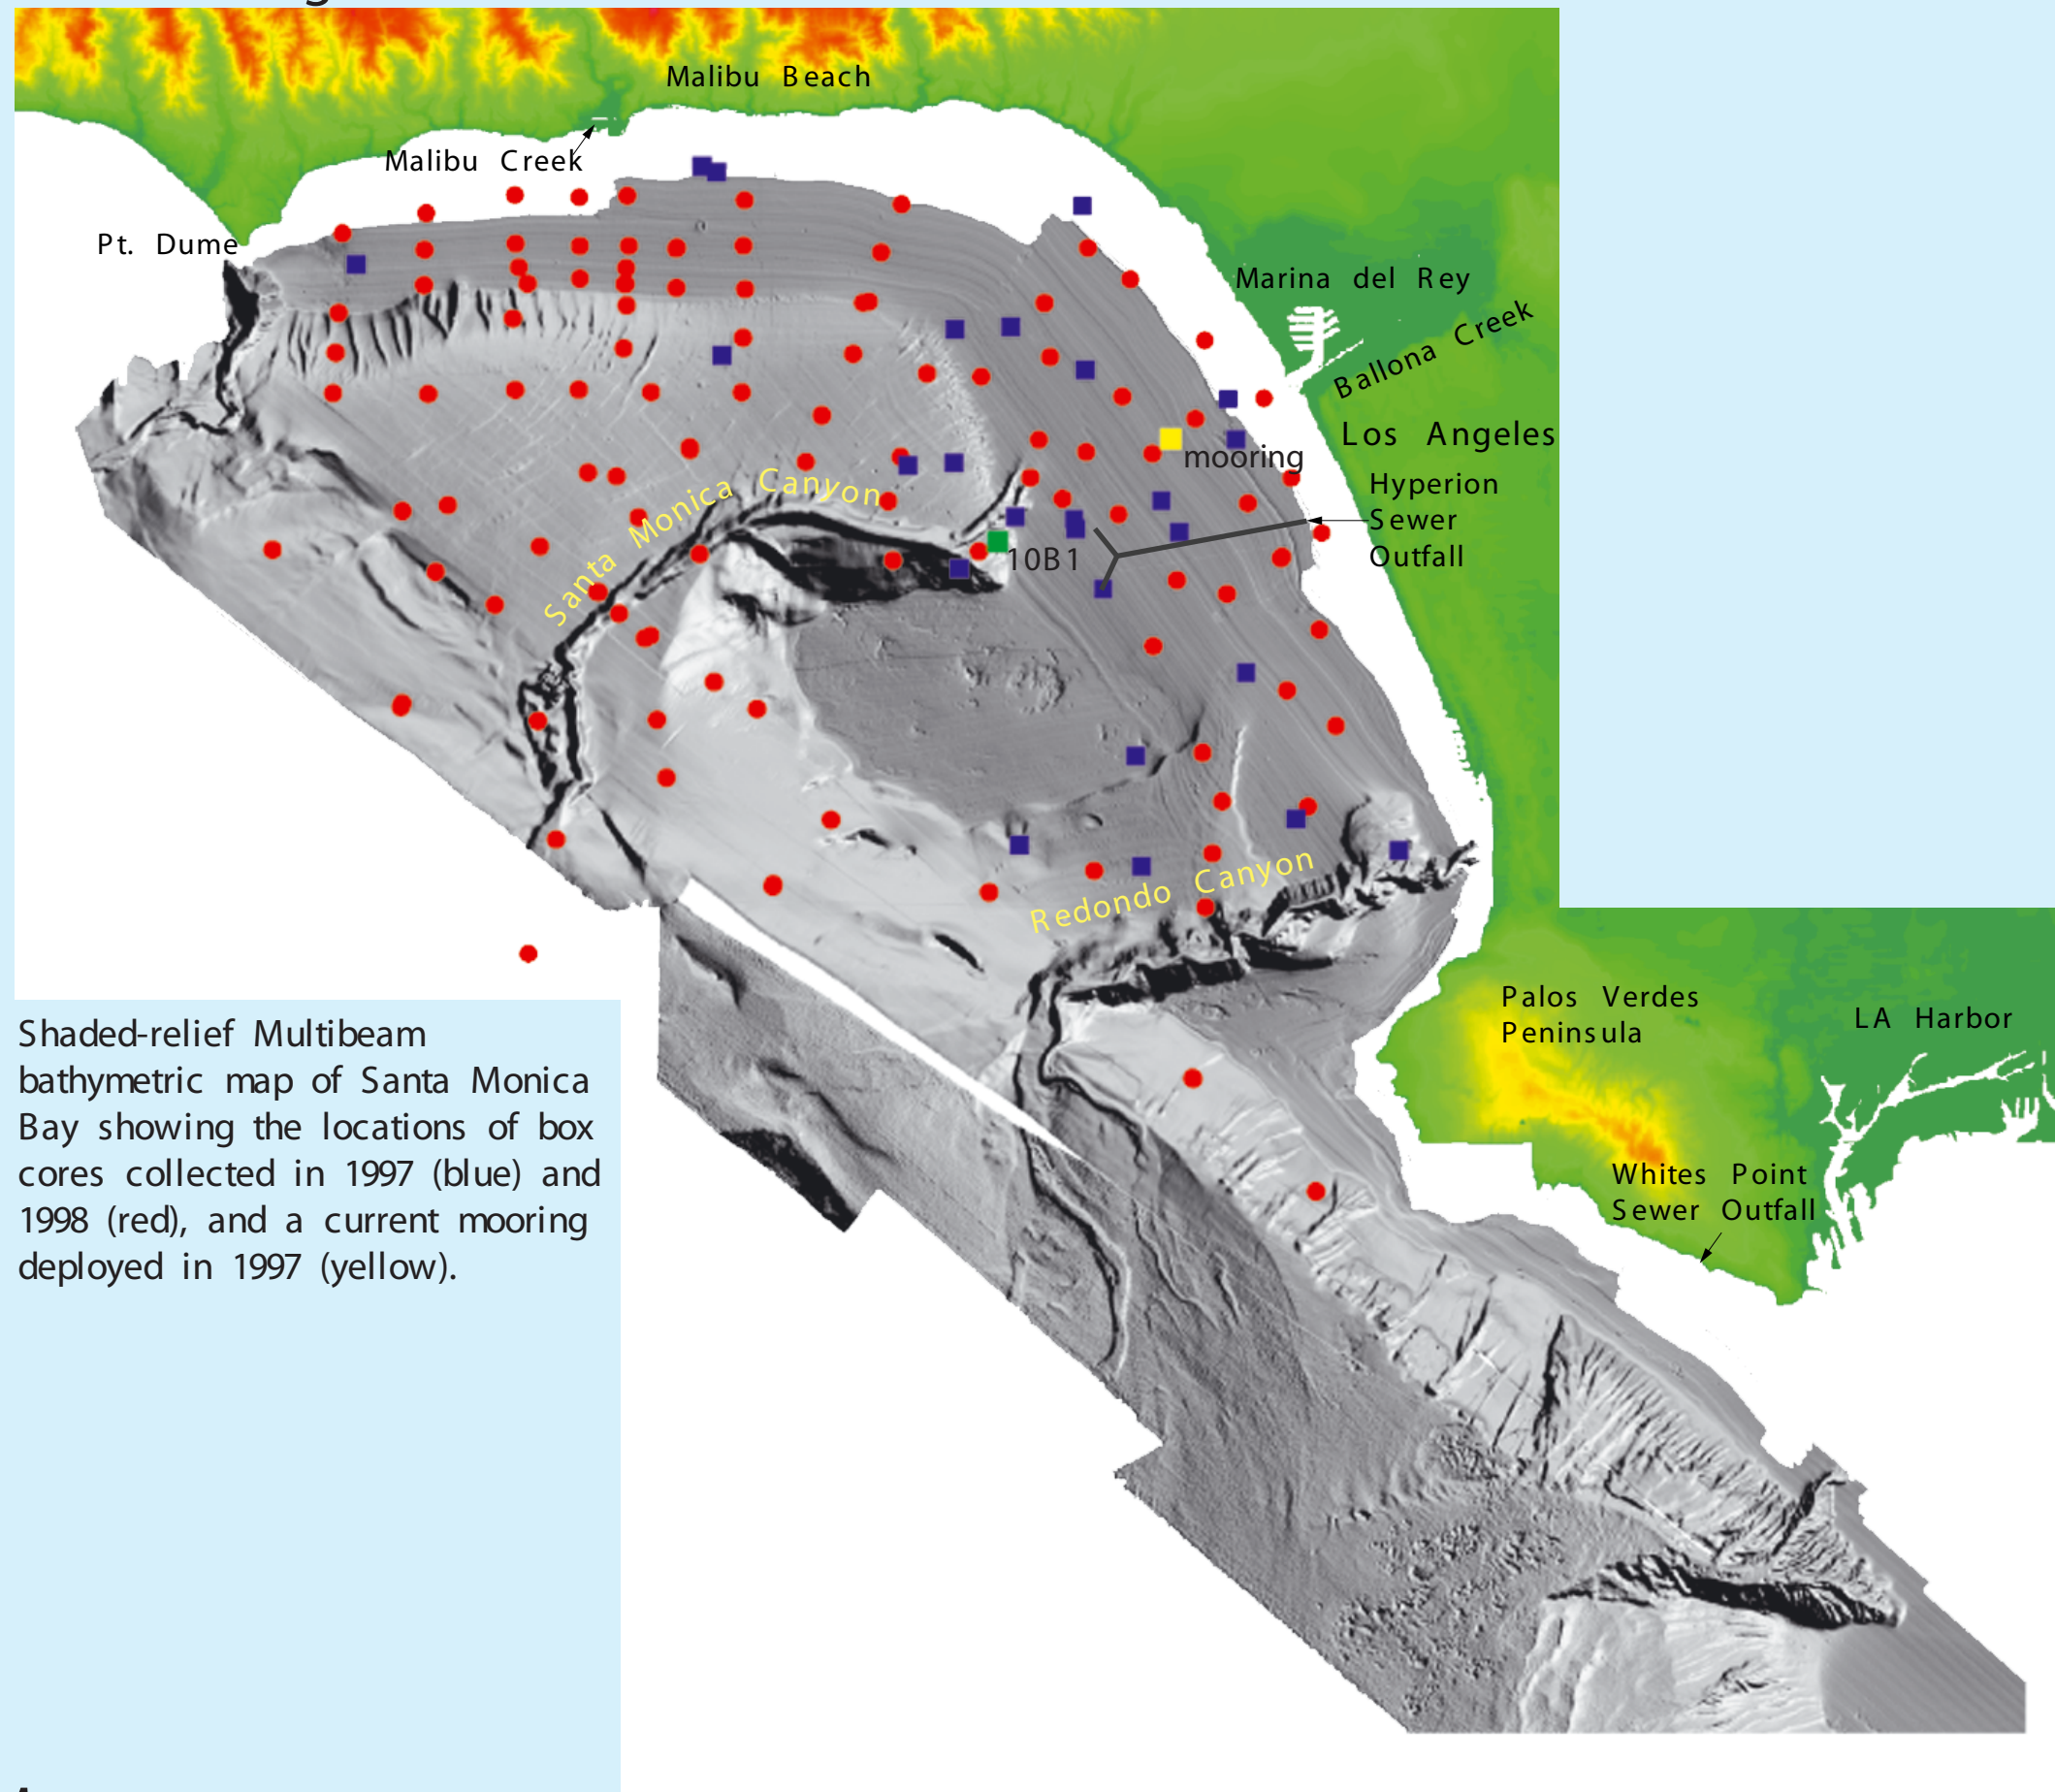 Malibu Beach
Malibu Creek
Pt. Dume
Marina del Rey
Ballona Creek
Los Angeles
mooring
Hyperion
Sewer
Outfall
Santa Monica Canyon
10B1
Redondo Canyon
Palos Verdes
Peninsula
LA Harbor
Whites Point
Sewer Outfall
Shaded-relief Multibeam
bathymetric map of Santa Monica
Bay showing the locations of box
cores collected in 1997 (blue) and
1998 (red), and a current mooring
deployed in 1997 (yellow).